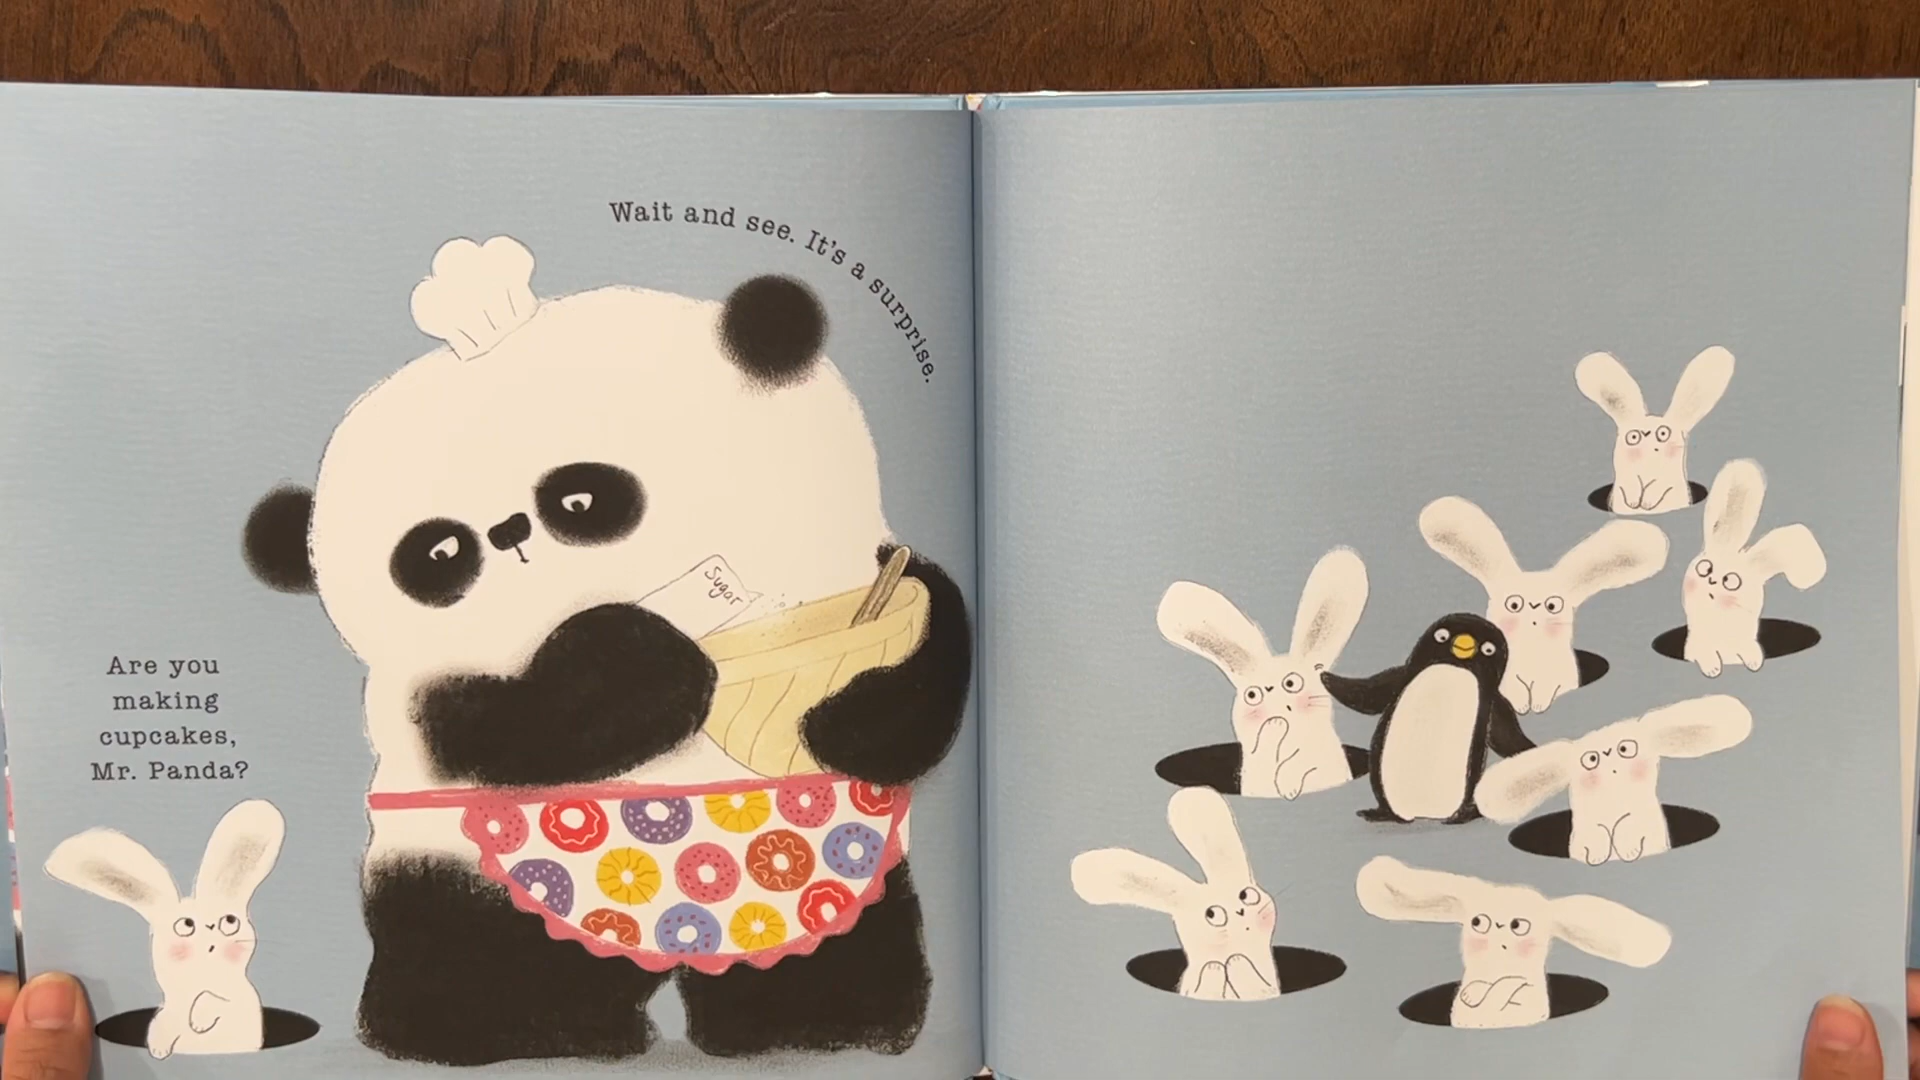 Wait and see. It's a surprise.
Sugar
Are you
making
cupcakes,
Mr. Panda?